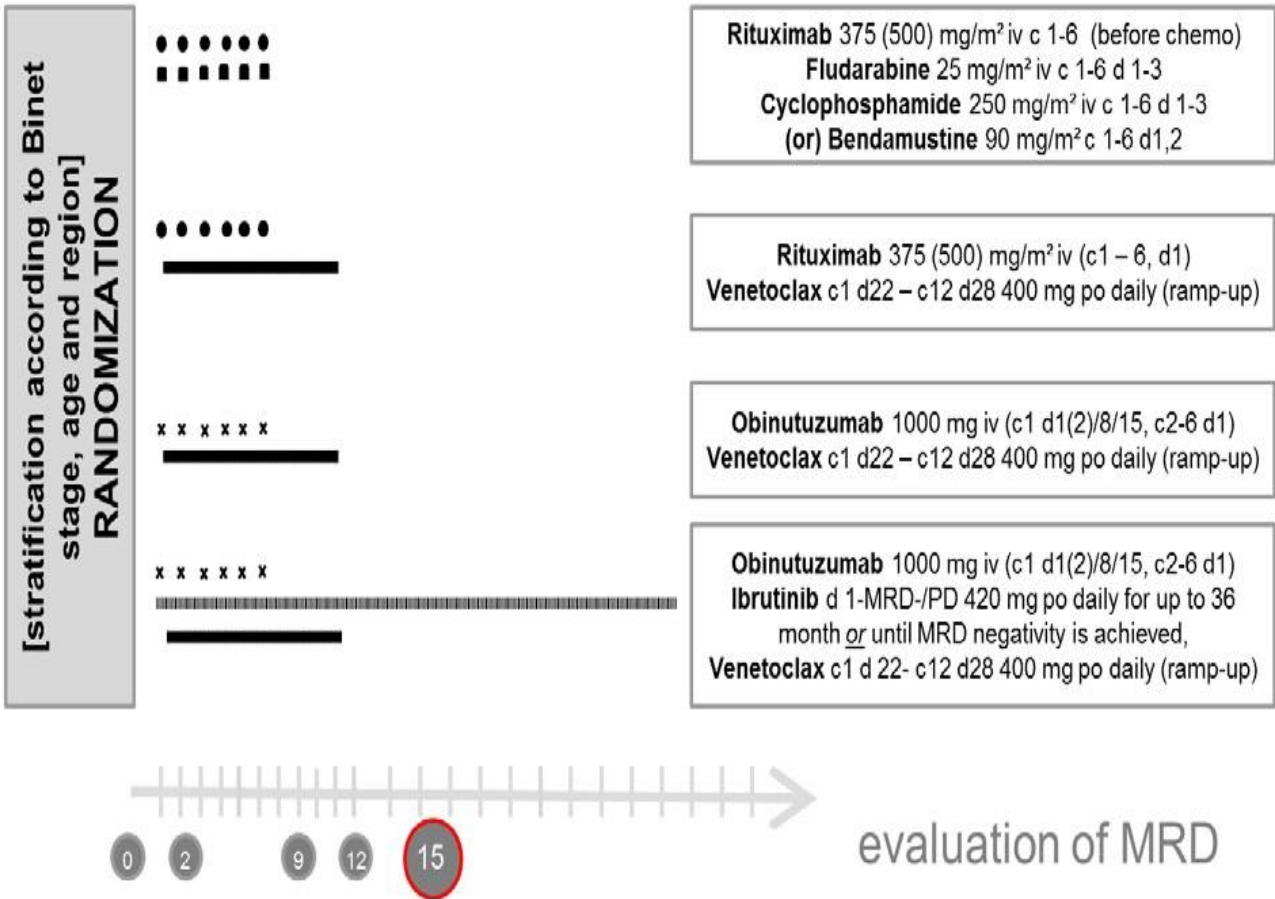 [stratification according to Binet
stage, age and region]
RANDOMIZATION
Rituximab 375 (500) mg/m² iv c 1-6 (before chemo)
Fludarabine 25 mg/m² iv c 1-6 d 1-3
Cyclophosphamide 250 mg/m² iv c 1-6 d 1-3
(or) Bendamustine 90 mg/m² c 1-6 d1,2
Rituximab 375 (500) mg/m² iv (c1 – 6, d1)
Venetoclax c1 d22 – c12 d28 400 mg po daily (ramp-up)
Obinutuzumab 1000 mg iv (c1 d1(2)/8/15, c2-6 d1)
Venetoclax c1 d22 – c12 d28 400 mg po daily (ramp-up)
Obinutuzumab 1000 mg iv (c1 d1(2)/8/15, c2-6 d1)
Ibrutinib d 1-MRD-/PD 420 mg po daily for up to 36
month or until MRD negativity is achieved,
Venetoclax c1 d 22- c12 d28 400 mg po daily (ramp-up)
0 2 9 12 15
evaluation of MRD